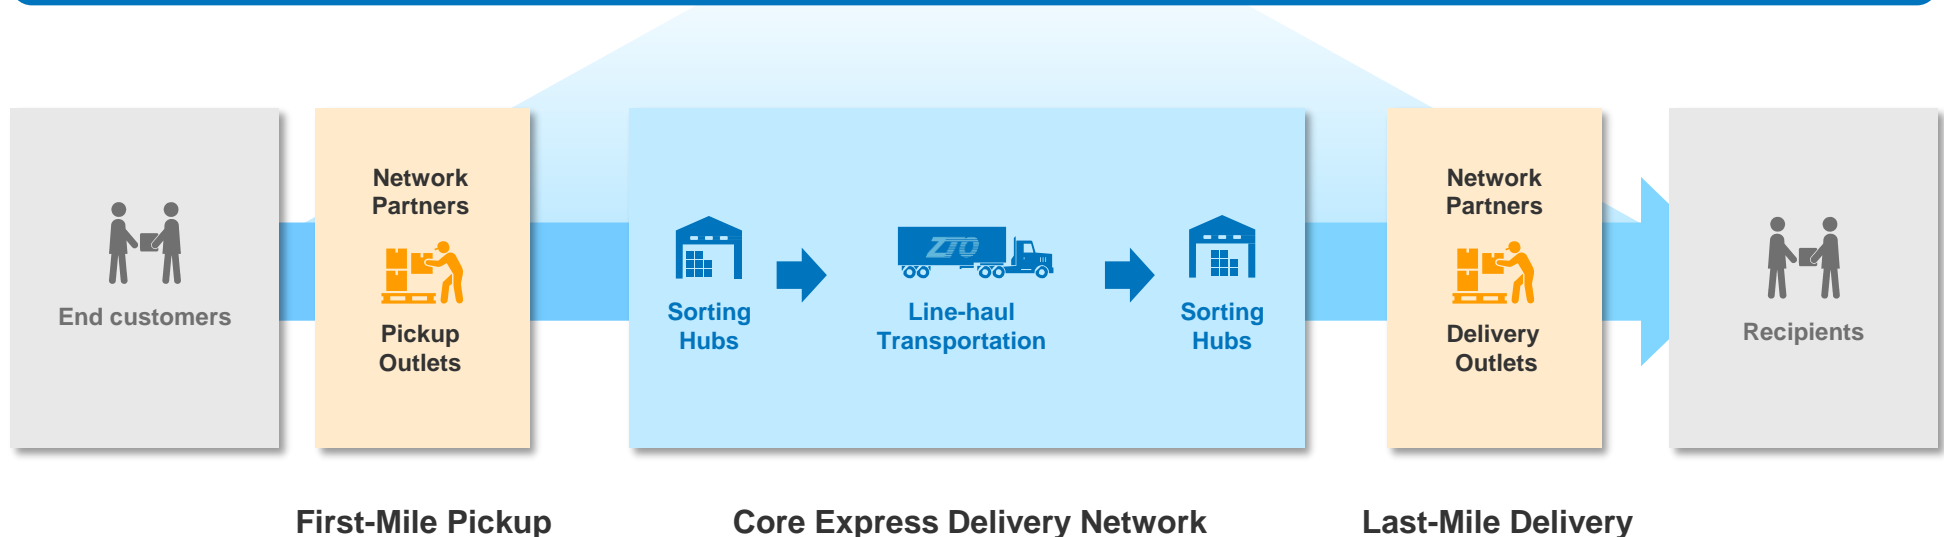 End customers
Network
Partners
Pickup
Outlets
Sorting
Hubs
ZTO
Line-haul
Transportation
Sorting
Hubs
Network
Partners
Delivery
Outlets
Recipients
First-Mile Pickup
Core Express Delivery Network
Last-Mile Delivery